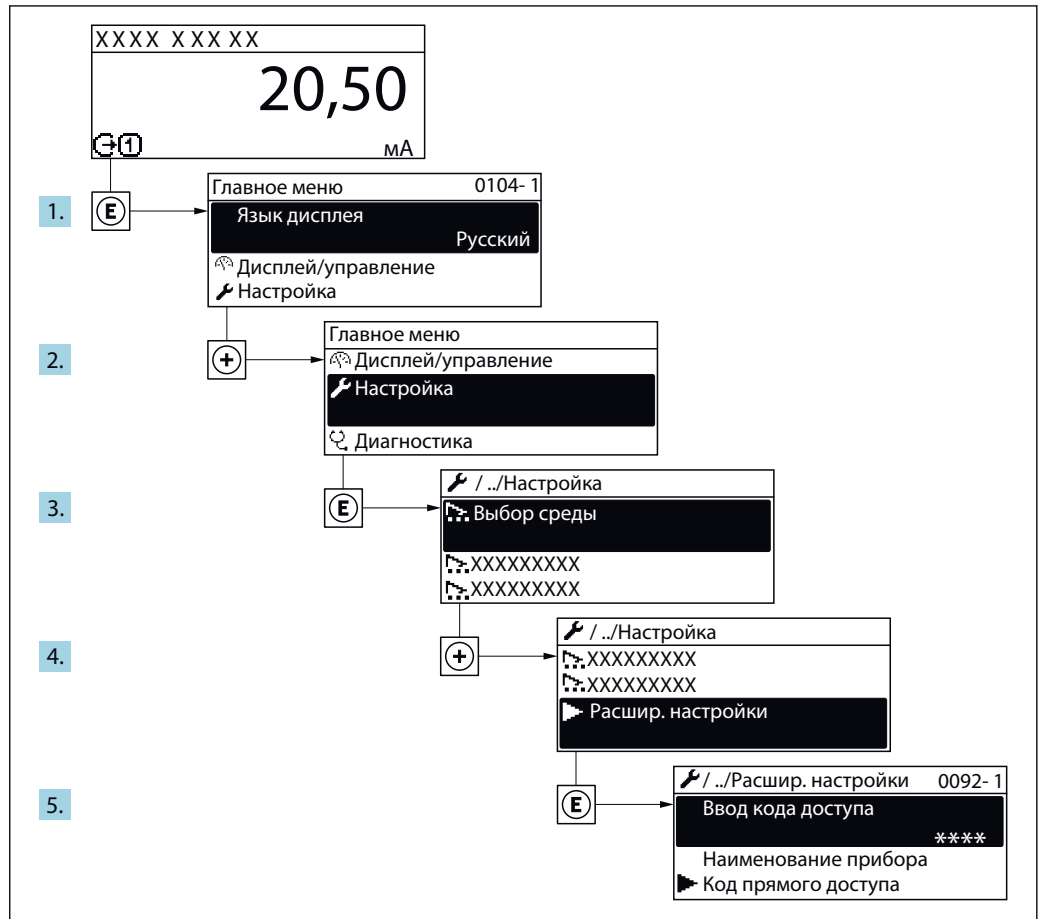 XXXX XXX XX
20,50
1
мА
1.
E
Главное меню 0104-1
Язык дисплея
Русский
Дисплей/управление
Настройка
2.
+
Главное меню
Дисплей/управление
Настройка
Диагностика
3.
E
/ ../Настройка
Выбор среды
XXXXXXXXX
XXXXXXXXX
4.
+
/ ../Настройка
XXXXXXXXX
XXXXXXXXX
Расшир. настройки
5.
E
/ ../Расшир. настройки 0092-1
Ввод кода доступа
****
Наименование прибора
Код прямого доступа